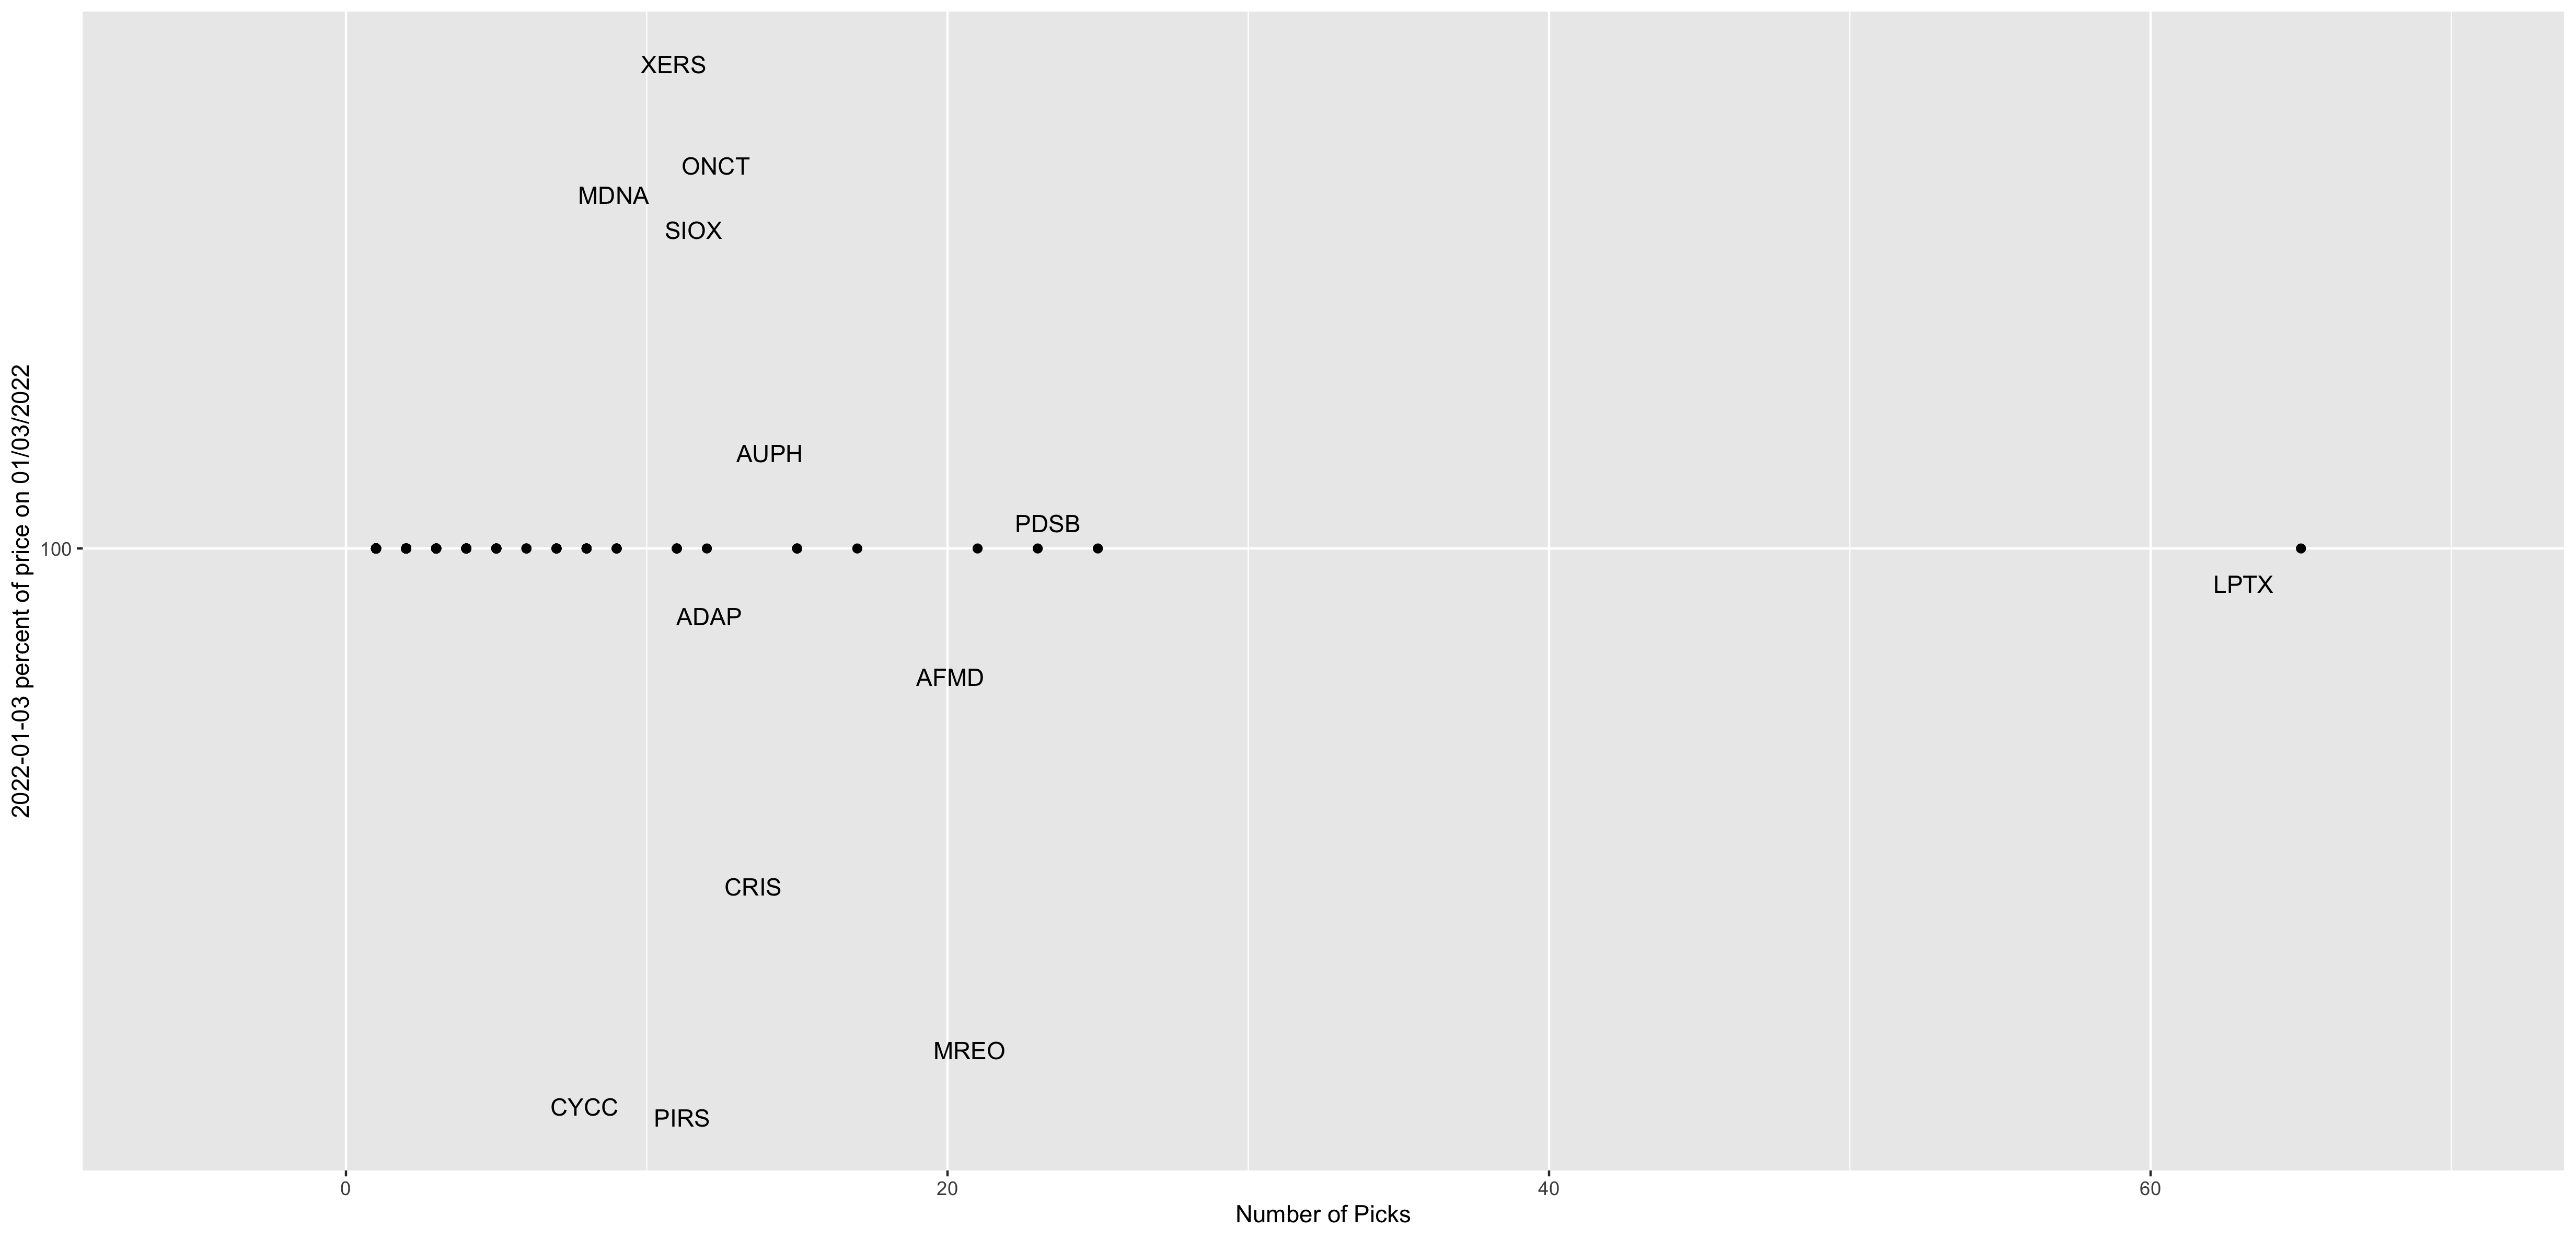 XERS
ONCT
MDNA
SIOX
AUPH
PDSB
100
LPTX
ADAP
AFMD
CRIS
MREO
CYCC
PIRS
0 20 40 60
Number of Picks
2022-01-03 percent of price on 01/03/2022